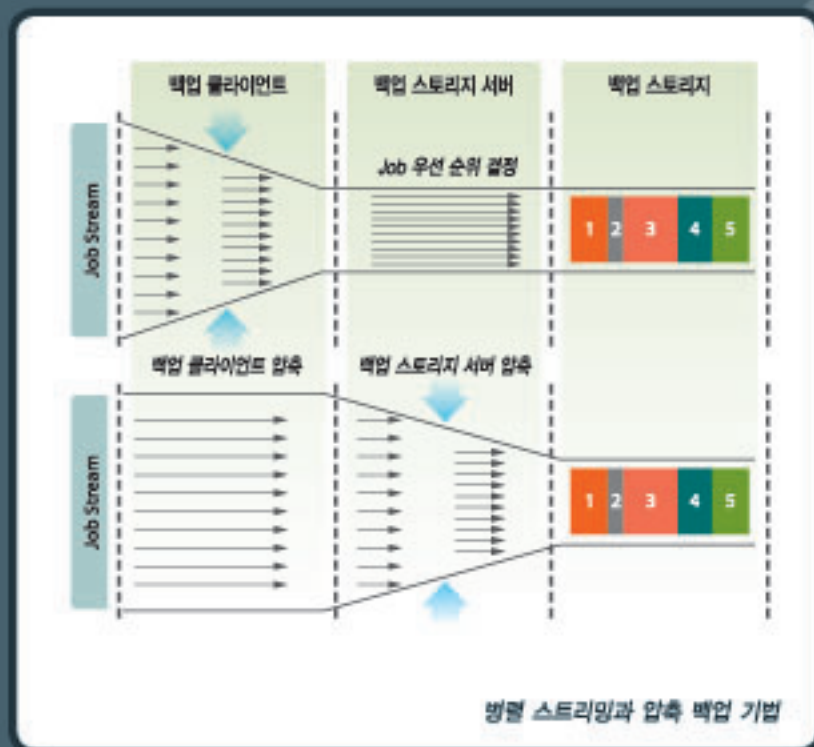 백업 클라이언트
백업 스토리지 서버
백업 스토리지
Job Stream
Job 우선 순위 결정
1 2 3 4 5
백업 클라이언트 압축
백업 스토리지 서버 압축
Job Stream
1 2 3 4 5
병렬 스트리밍과 압축 백업 기법